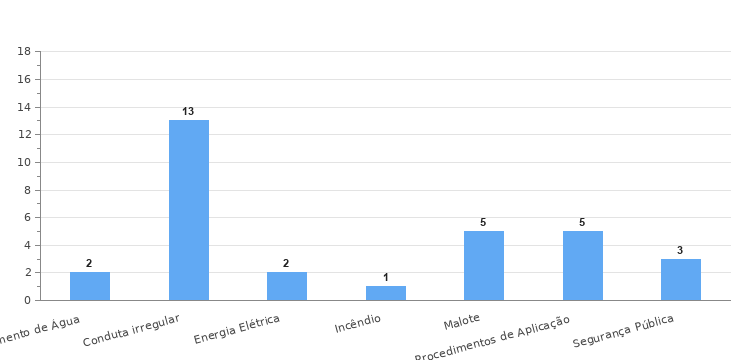 18
16
14
12
10
8
6
4
2
0
2
13
2
1
5
5
3
de Água
Conduta irregular
Energia Elétrica
Incêndio
Malote
Procedimentos de Aplicação
Segurança Pública